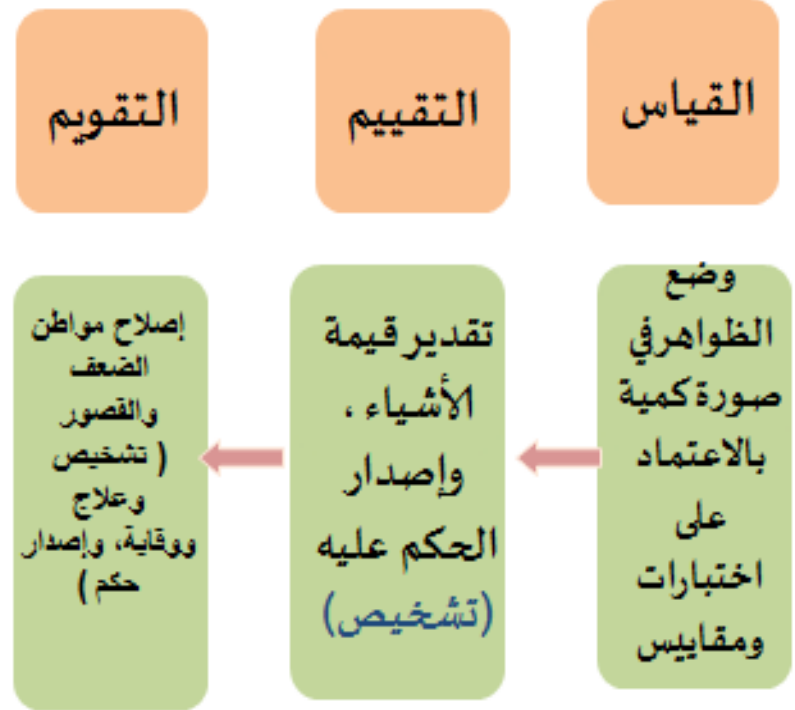 القياس
التقييم
التقويم
وضع
الظواهر في
صورة كمية
بالاعتماد
على
اختبارات
ومقاييس
تقدير قيمة
الأشياء ،
وإصدار
الحكم عليه
(تشخيص)
إصلاح مواطن
الضعف
والقصور
( تشخيص
وعلاج
ووقاية، وإصدار
حكم )